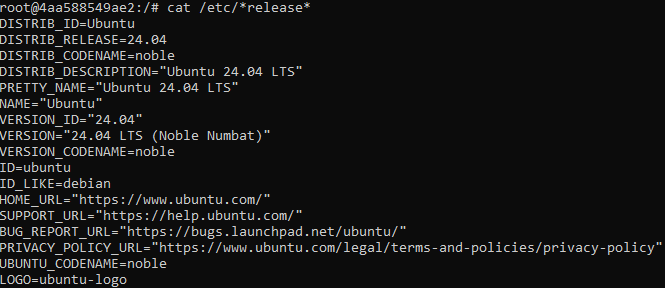 root@4aa588549ae2:/# cat /etc/*release*
DISTRIB_ID=Ubuntu
DISTRIB_RELEASE=24.04
DISTRIB_CODENAME=noble
DISTRIB_DESCRIPTION="Ubuntu 24.04 LTS"
PRETTY_NAME="Ubuntu 24.04 LTS"
NAME="Ubuntu"
VERSION_ID="24.04"
VERSION="24.04 LTS (Noble Numbat)"
VERSION_CODENAME=noble
ID=ubuntu
ID_LIKE=debian
HOME_URL="https://www.ubuntu.com/"
SUPPORT_URL="https://help.ubuntu.com/"
BUG_REPORT_URL="https://bugs.launchpad.net/ubuntu/"
PRIVACY_POLICY_URL="https://www.ubuntu.com/legal/terms-and-policies/privacy-policy"
UBUNTU_CODENAME=noble
LOGO=ubuntu-logo